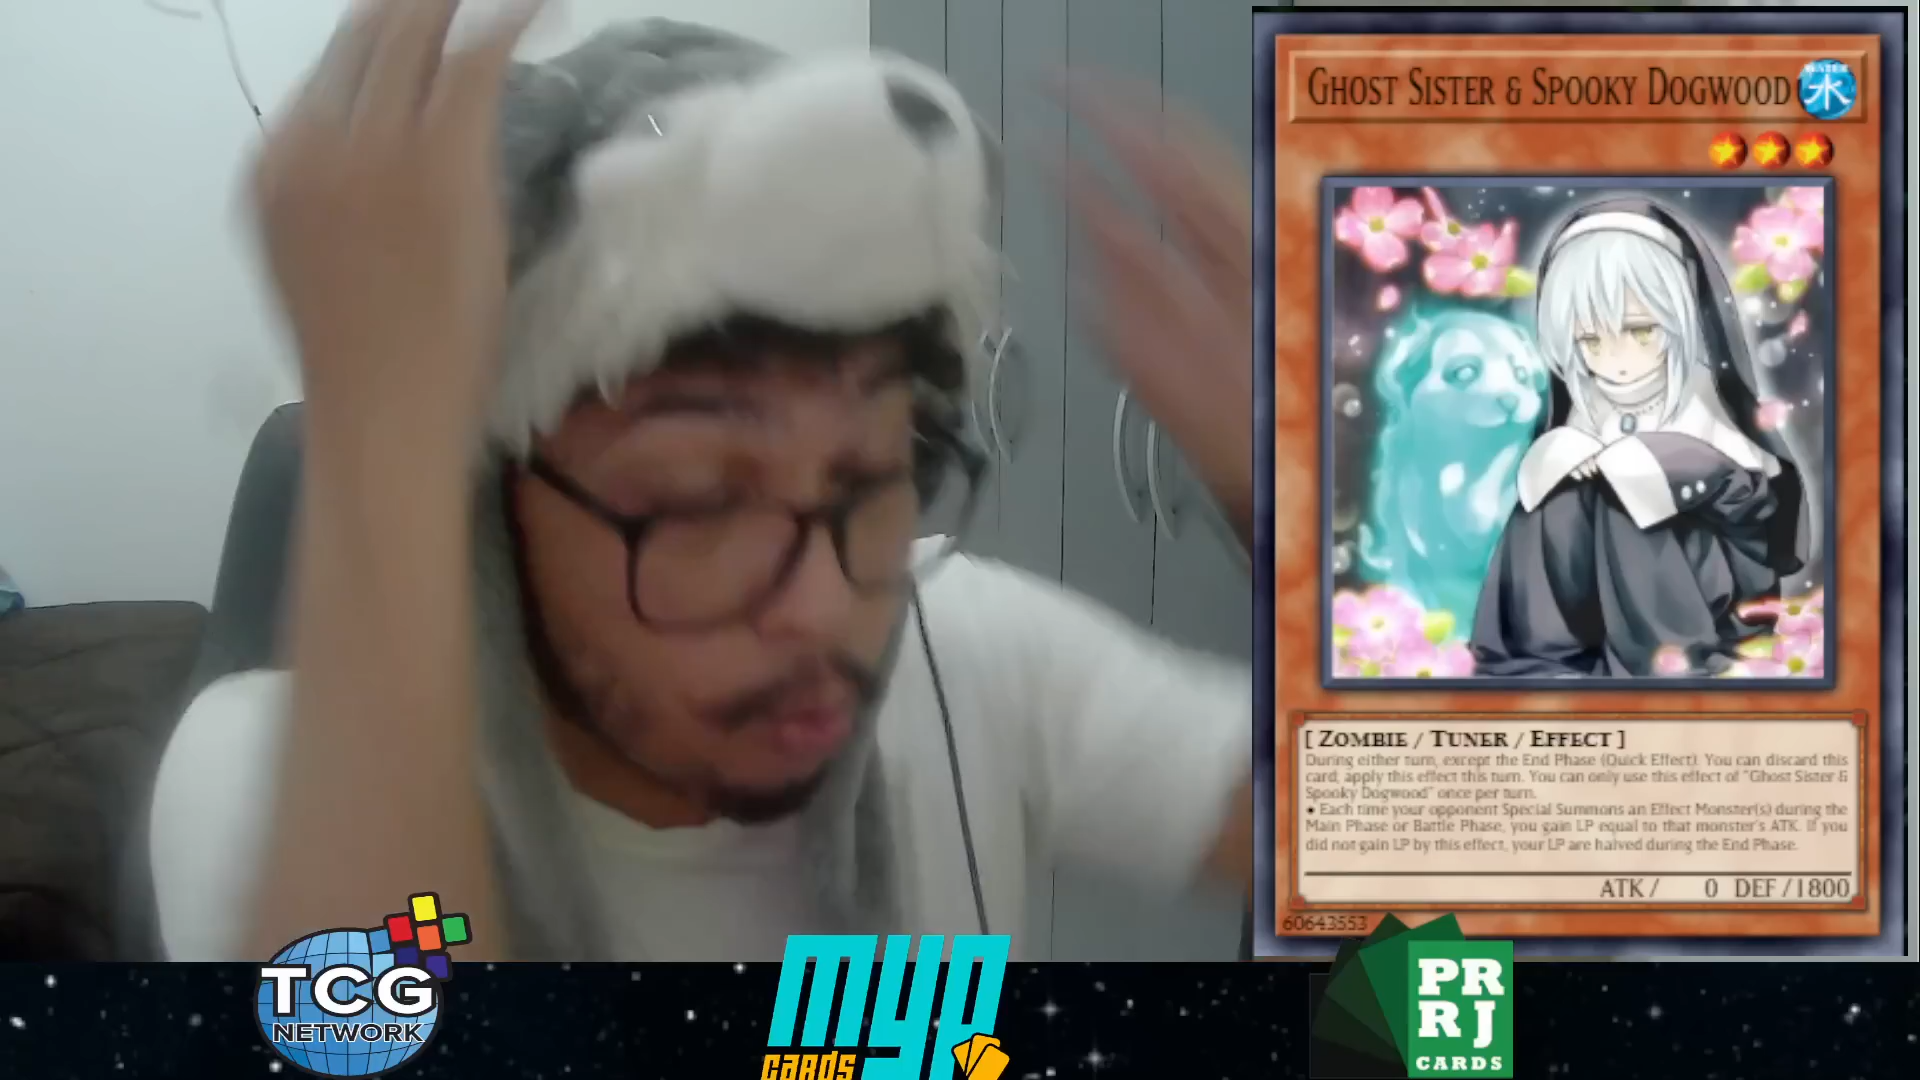 GHOST SISTER & SPOOKY DOGWOOD
WATER
水
[ ZOMBIE / TUNER / EFFECT ]
During either turn, except the End Phase (Quick Effect): You can discard this
card; apply this effect this turn. You can only use this effect of "Ghost Sister &
Spooky Dogwood" once per turn.
● Each time your opponent Special Summons an Effect Monster(s) during the
Main Phase or Battle Phase, you gain LP equal to that monster's ATK. If you
did not gain LP by this effect, your LP are halved during the End Phase.
ATK / 0 DEF / 1800
60643553
TCG
NETWORK
myp
cards
PR
RJ
CARDS